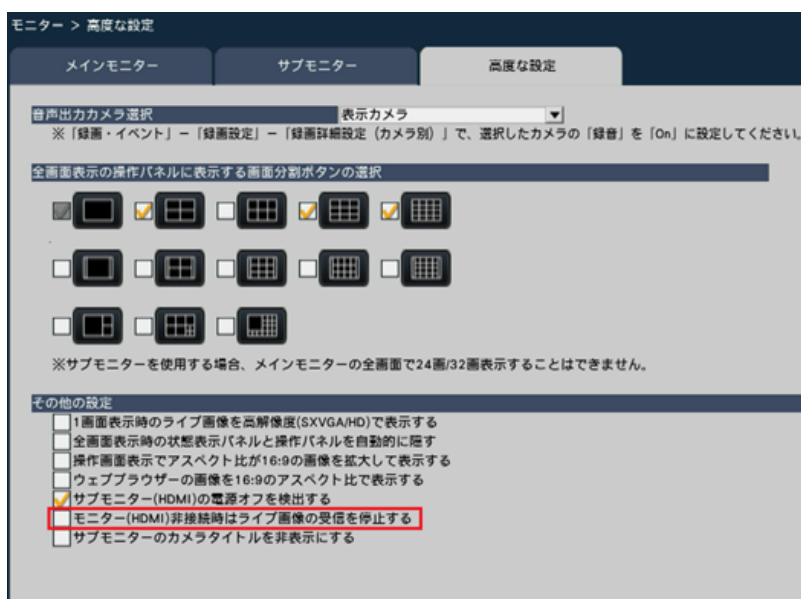 モニター > 高度な設定
メインモニター
サブモニター
高度な設定
音声出力カメラ選択
表示カメラ
※「録画・イベント」－「録画設定」－「録画詳細設定（カメラ別）」で、選択したカメラの「録音」を「On」に設定してください。
全画面表示の操作パネルに表示する画面分割ボタンの選択
※サブモニターを使用する場合、メインモニターの全画面で24画/32画表示することはできません。
その他の設定
1画面表示時のライブ画像を高解像度(SXVGA/HD)で表示する
全画面表示時の状態表示パネルと操作パネルを自動的に隠す
操作画面表示でアスペクト比が16:9の画像を拡大して表示する
ウェブブラウザーの画像を16:9のアスペクト比で表示する
サブモニター(HDMI)の電源オフを検出する
モニター(HDMI)非接続時はライブ画像の受信を停止する
サブモニターのカメラタイトルを非表示にする